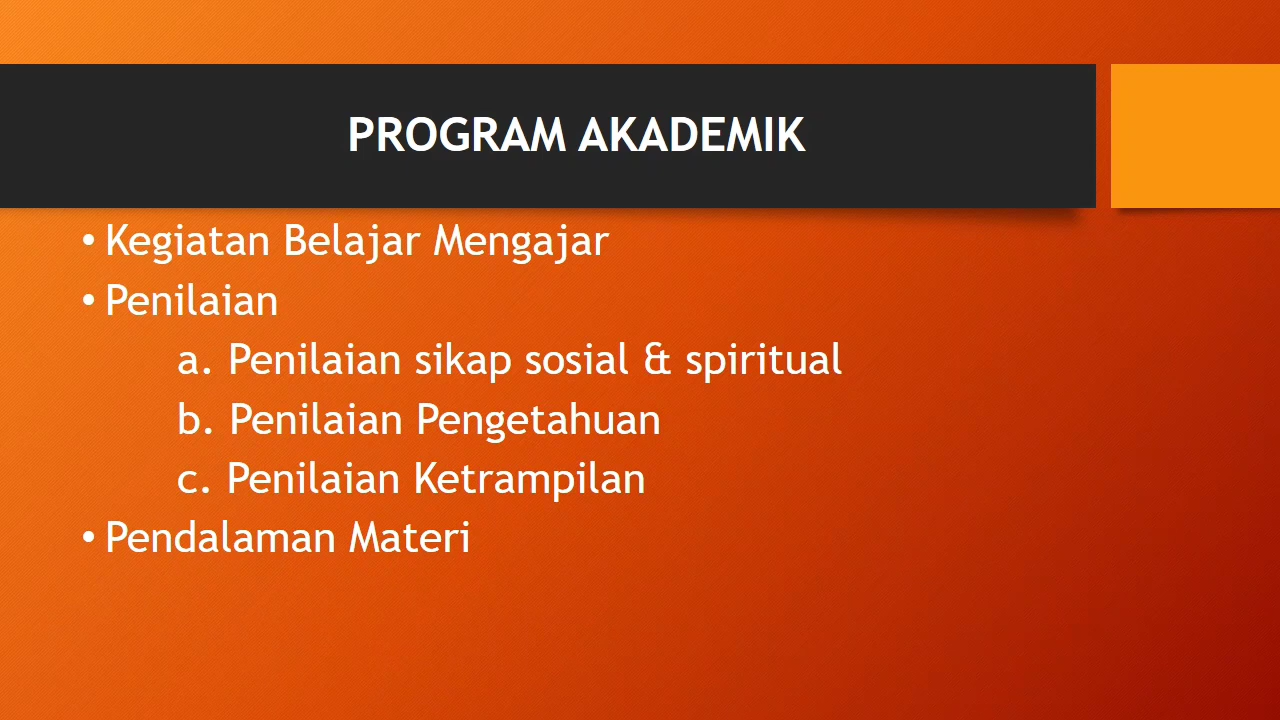 PROGRAM AKADEMIK
• Kegiatan Belajar Mengajar
• Penilaian
a. Penilaian sikap sosial & spiritual
b. Penilaian Pengetahuan
c. Penilaian Ketrampilan
• Pendalaman Materi